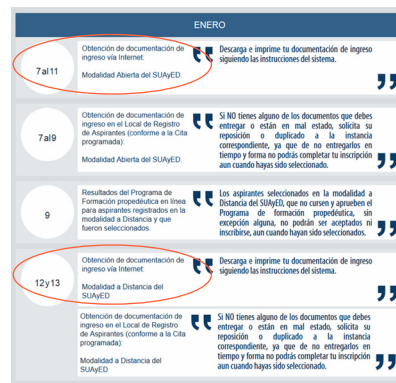 ENERO
7al11
Obtención de documentación de
ingreso vía Internet:
Modalidad Abierta del SUAyED.
Descarga e imprime tu documentación de ingreso
siguiendo las instrucciones del sistema.
7al9
Obtención de documentación de
ingreso en el Local de Registro
de Aspirantes (conforme a la Cita
programada):
Modalidad Abierta del SUAyED.
Si NO tienes alguno de los documentos que debes
entregar o están en mal estado, solicita su
reposición o duplicado a la instancia
correspondiente, ya que de no entregarlos en
tiempo y forma no podrás completar tu inscripción
aun cuando hayas sido seleccionado.
9
Resultados del Programa de
Formación propedéutica en línea
para aspirantes registrados en la
modalidad a Distancia y que
fueron seleccionados.
Los aspirantes seleccionados en la modalidad a
Distancia del SUAyED, que no cursen y aprueben el
Programa de formación propedéutica, sin
excepción alguna, no podrán ser aceptados ni
inscribirse, aun cuando hayan sido seleccionados.
12y13
Obtención de documentación de
ingreso vía Internet:
Modalidad a Distancia del
SUAyED
Descarga e imprime tu documentación de ingreso
siguiendo las instrucciones del sistema.
Obtención de documentación de
ingreso en el Local de Registro
de Aspirantes (conforme a la Cita
programada):
Modalidad a Distancia del
SUAyED
Si NO tienes alguno de los documentos que debes
entregar o están en mal estado, solicita su
reposición o duplicado a la instancia
correspondiente, ya que de no entregarlos en
tiempo y forma no podrás completar tu inscripción
aun cuando hayas sido seleccionado.